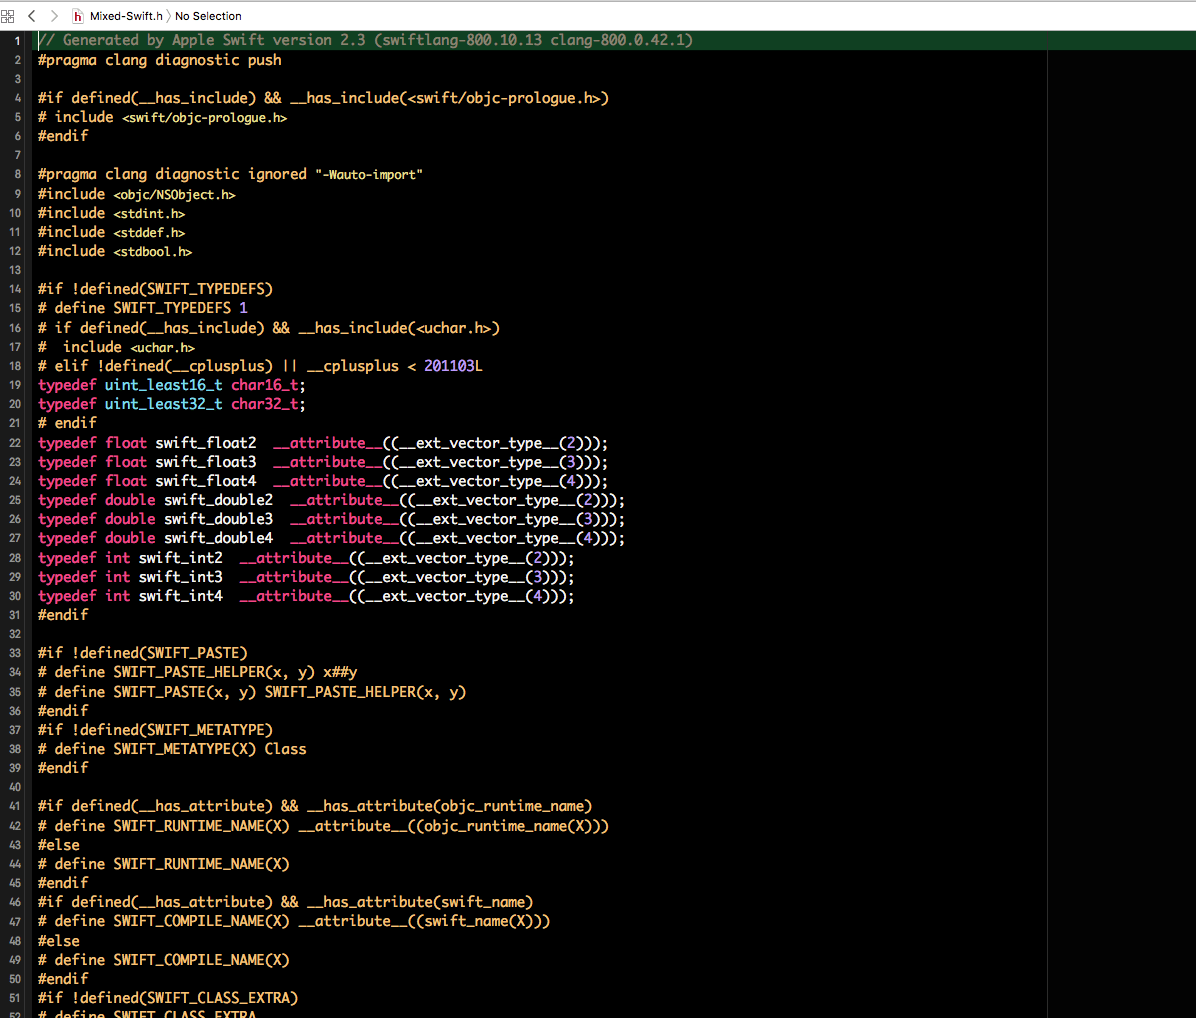 Mixed-Swift.h No Selection
1 // Generated by Apple Swift version 2.3 (swiftlang-800.10.13 clang-800.0.42.1)
2 #pragma clang diagnostic push
3
4 #if defined(__has_include) && __has_include(<swift/objc-prologue.h>)
5 # include <swift/objc-prologue.h>
6 #endif
7
8 #pragma clang diagnostic ignored "-Wauto-import"
9 #include <objc/NSObject.h>
10 #include <stdint.h>
11 #include <stddef.h>
12 #include <stdbool.h>
13
14 #if !defined(SWIFT_TYPEDEFS)
15 # define SWIFT_TYPEDEFS 1
16 # if defined(__has_include) && __has_include(<uchar.h>)
17 #  include <uchar.h>
18 # elif !defined(__cplusplus) || __cplusplus < 201103L
19 typedef uint_least16_t char16_t;
20 typedef uint_least32_t char32_t;
21 # endif
22 typedef float swift_float2  __attribute__((__ext_vector_type__(2)));
23 typedef float swift_float3  __attribute__((__ext_vector_type__(3)));
24 typedef float swift_float4  __attribute__((__ext_vector_type__(4)));
25 typedef double swift_double2  __attribute__((__ext_vector_type__(2)));
26 typedef double swift_double3  __attribute__((__ext_vector_type__(3)));
27 typedef double swift_double4  __attribute__((__ext_vector_type__(4)));
28 typedef int swift_int2  __attribute__((__ext_vector_type__(2)));
29 typedef int swift_int3  __attribute__((__ext_vector_type__(3)));
30 typedef int swift_int4  __attribute__((__ext_vector_type__(4)));
31 #endif
32
33 #if !defined(SWIFT_PASTE)
34 # define SWIFT_PASTE_HELPER(x, y) x##y
35 # define SWIFT_PASTE(x, y) SWIFT_PASTE_HELPER(x, y)
36 #endif
37 #if !defined(SWIFT_METATYPE)
38 # define SWIFT_METATYPE(X) Class
39 #endif
40
41 #if defined(__has_attribute) && __has_attribute(objc_runtime_name)
42 # define SWIFT_RUNTIME_NAME(X) __attribute__((objc_runtime_name(X)))
43 #else
44 # define SWIFT_RUNTIME_NAME(X)
45 #endif
46 #if defined(__has_attribute) && __has_attribute(swift_name)
47 # define SWIFT_COMPILE_NAME(X) __attribute__((swift_name(X)))
48 #else
49 # define SWIFT_COMPILE_NAME(X)
50 #endif
51 #if !defined(SWIFT_CLASS_EXTRA)
52 # define SWIFT_CLASS_EXTRA